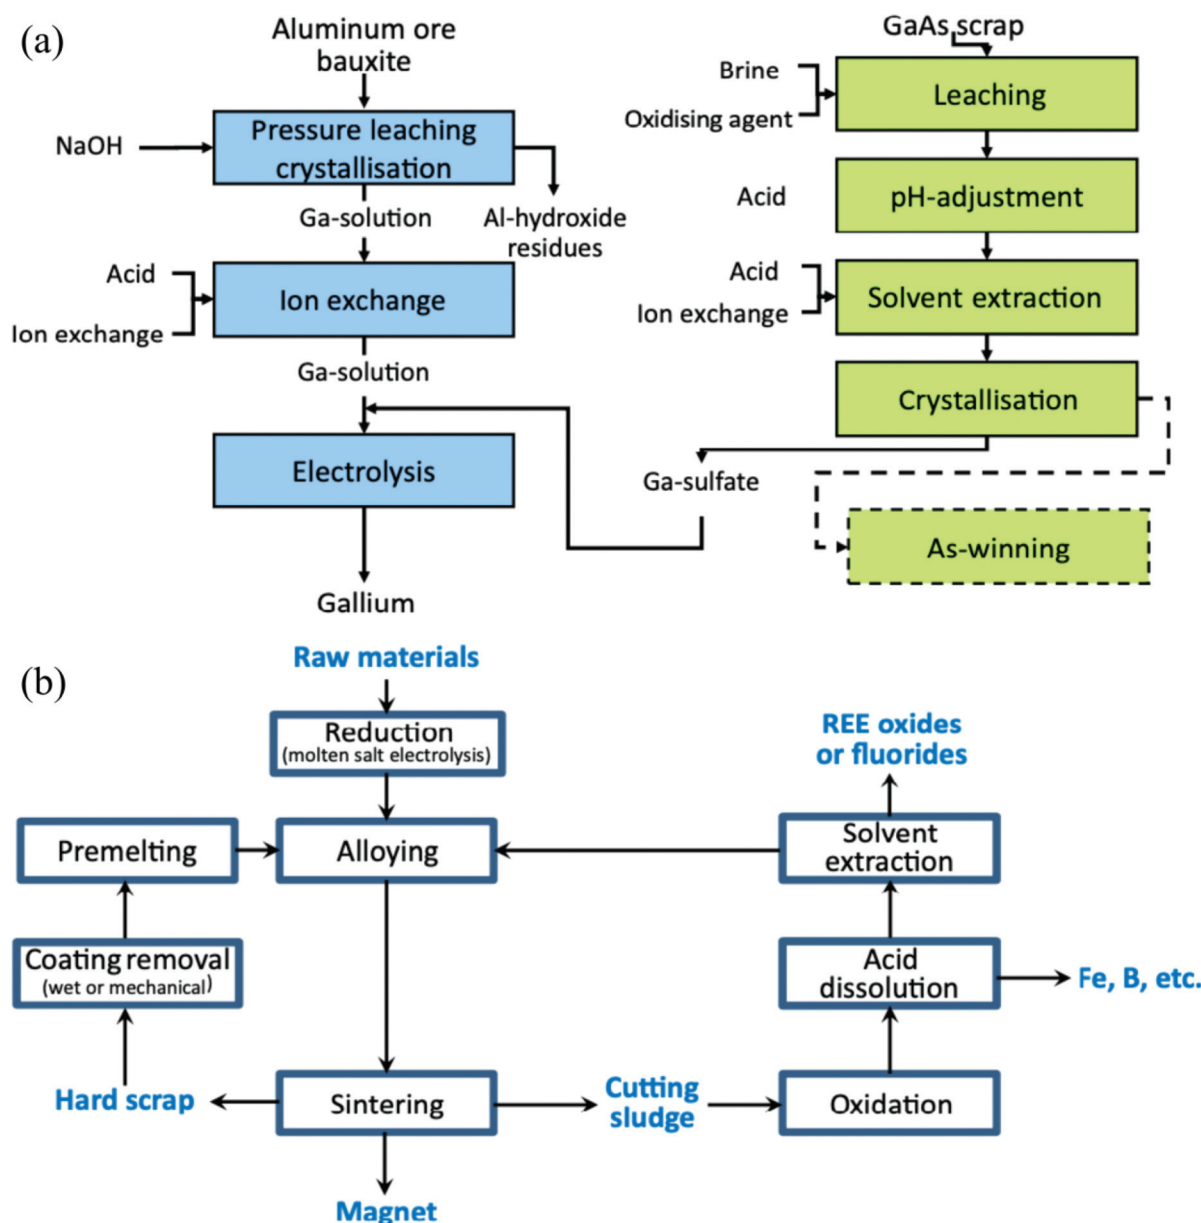 (a)
Aluminum ore
bauxite
NaOH
Pressure leaching
crystallisation
Ga-solution
Al-hydroxide
residues
Acid
Ion exchange
Ion exchange
Ga-solution
Electrolysis
Gallium
GaAs scrap
Brine
Oxidising agent
Leaching
Acid
pH-adjustment
Acid
Ion exchange
Solvent extraction
Crystallisation
Ga-sulfate
As-winning
(b)
Raw materials
Reduction
(molten salt electrolysis)
Premelting
Alloying
Coating removal
(wet or mechanical)
Hard scrap
Sintering
Magnet
Cutting
sludge
Oxidation
Acid
dissolution
Fe, B, etc.
Solvent
extraction
REE oxides
or fluorides